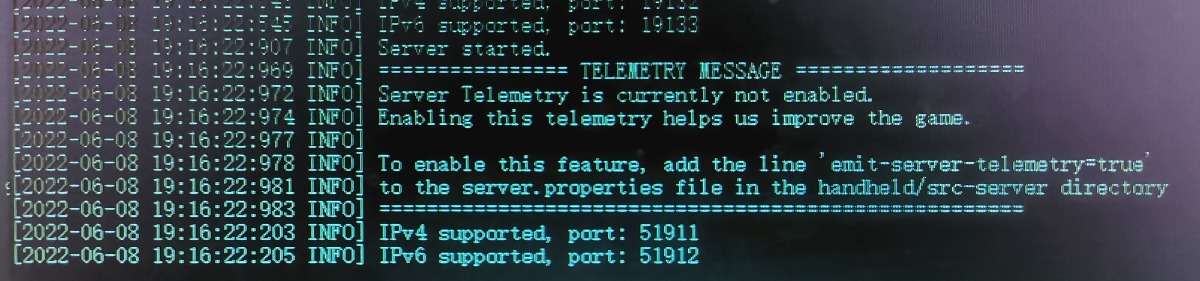 IPv4 supported, port: 19132
[2022-06-08 19:16:22:545 INFO] IPv6 supported, port: 19133
[2022-06-08 19:16:22:907 INFO] Server started.
[2022-06-08 19:16:22:969 INFO] ================ TELEMETRY MESSAGE ===================
[2022-06-08 19:16:22:972 INFO] Server Telemetry is currently not enabled.
[2022-06-08 19:16:22:974 INFO] Enabling this telemetry helps us improve the game.
[2022-06-08 19:16:22:977 INFO]
[2022-06-08 19:16:22:978 INFO] To enable this feature, add the line 'emit-server-telemetry=true'
[2022-06-08 19:16:22:981 INFO] to the server.properties file in the handheld/src-server directory
[2022-06-08 19:16:22:983 INFO] ======================================================
[2022-06-08 19:16:22:203 INFO] IPv4 supported, port: 51911
[2022-06-08 19:16:22:205 INFO] IPv6 supported, port: 51912